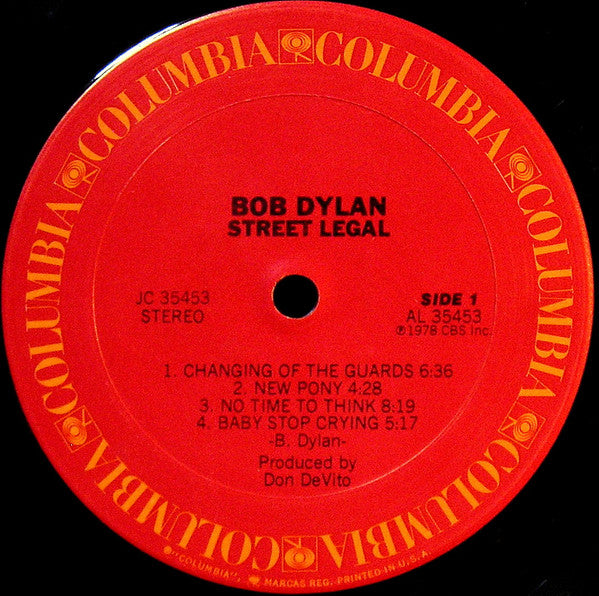 COLUMBIA COLUMBIA COLUMBIA COLUMBIA COLUMBIA COLUMBIA
BOB DYLAN
STREET LEGAL
JC 35453
STEREO
SIDE 1
AL 35453
℗1978 CBS Inc.
1. CHANGING OF THE GUARDS 6:36
2. NEW PONY 4:28
3. NO TIME TO THINK 8:19
4. BABY STOP CRYING 5:17
-B. Dylan-
Produced by
Don DeVito
®"COLUMBIA", MARCAS REG. PRINTED IN U.S.A.